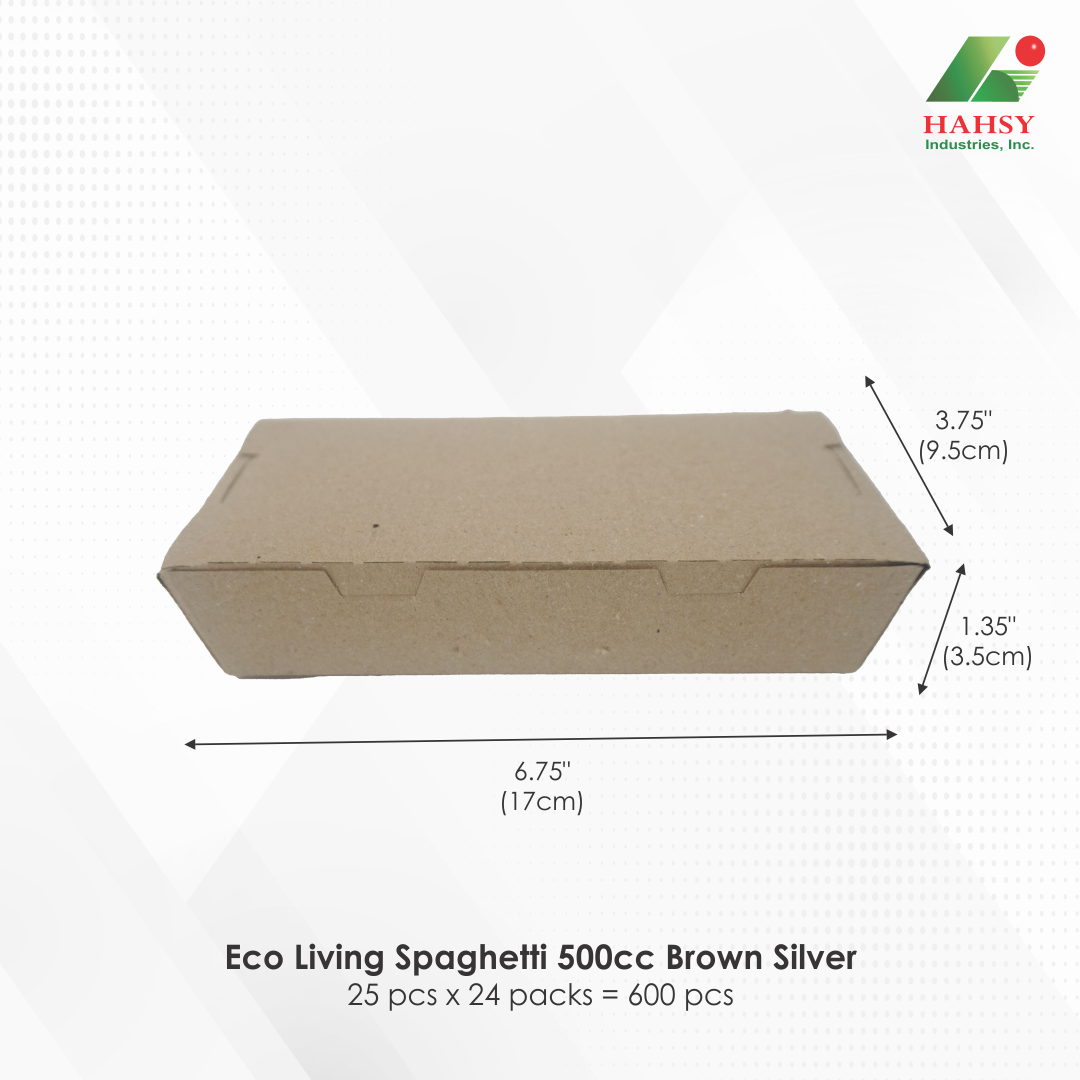 HAHSY
Industries, Inc.
3.75"
(9.5cm)
1.35"
(3.5cm)
6.75"
(17cm)
Eco Living Spaghetti 500cc Brown Silver
25 pcs x 24 packs = 600 pcs